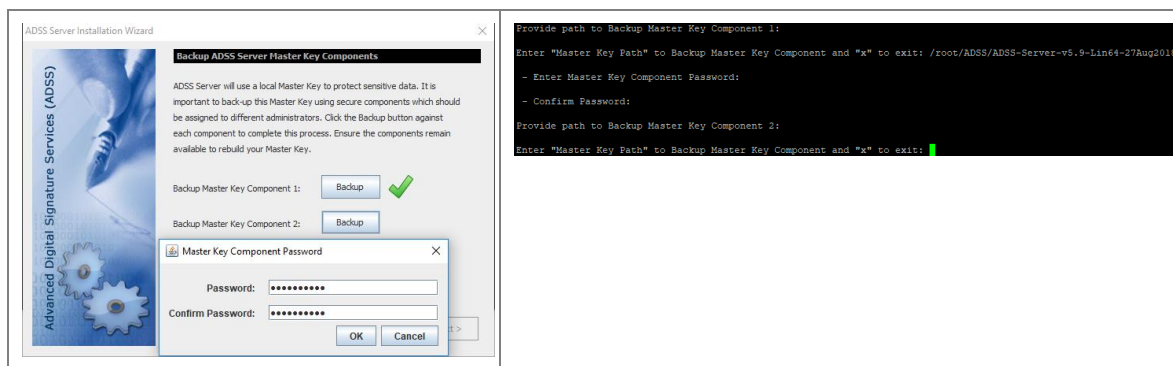 ADSS Server Installation Wizard
Advanced Digital Signature Services (ADSS)
Backup ADSS Server Master Key Components
ADSS Server will use a local Master Key to protect sensitive data. It is
important to back-up this Master Key using secure components which should
be assigned to different administrators. Click the Backup button against
each component to complete this process. Ensure the components remain
available to rebuild your Master Key.
Backup Master Key Component 1: Backup
Backup Master Key Component 2: Backup
Master Key Component Password
Password:
Confirm Password:
OK Cancel
Provide path to Backup Master Key Component 1:
Enter "Master Key Path" to Backup Master Key Component and "x" to exit: /root/ADSS/ADSS-Server-v5.9-Lin64-27Aug2018
- Enter Master Key Component Password:
- Confirm Password:
Provide path to Backup Master Key Component 2:
Enter "Master Key Path" to Backup Master Key Component and "x" to exit: